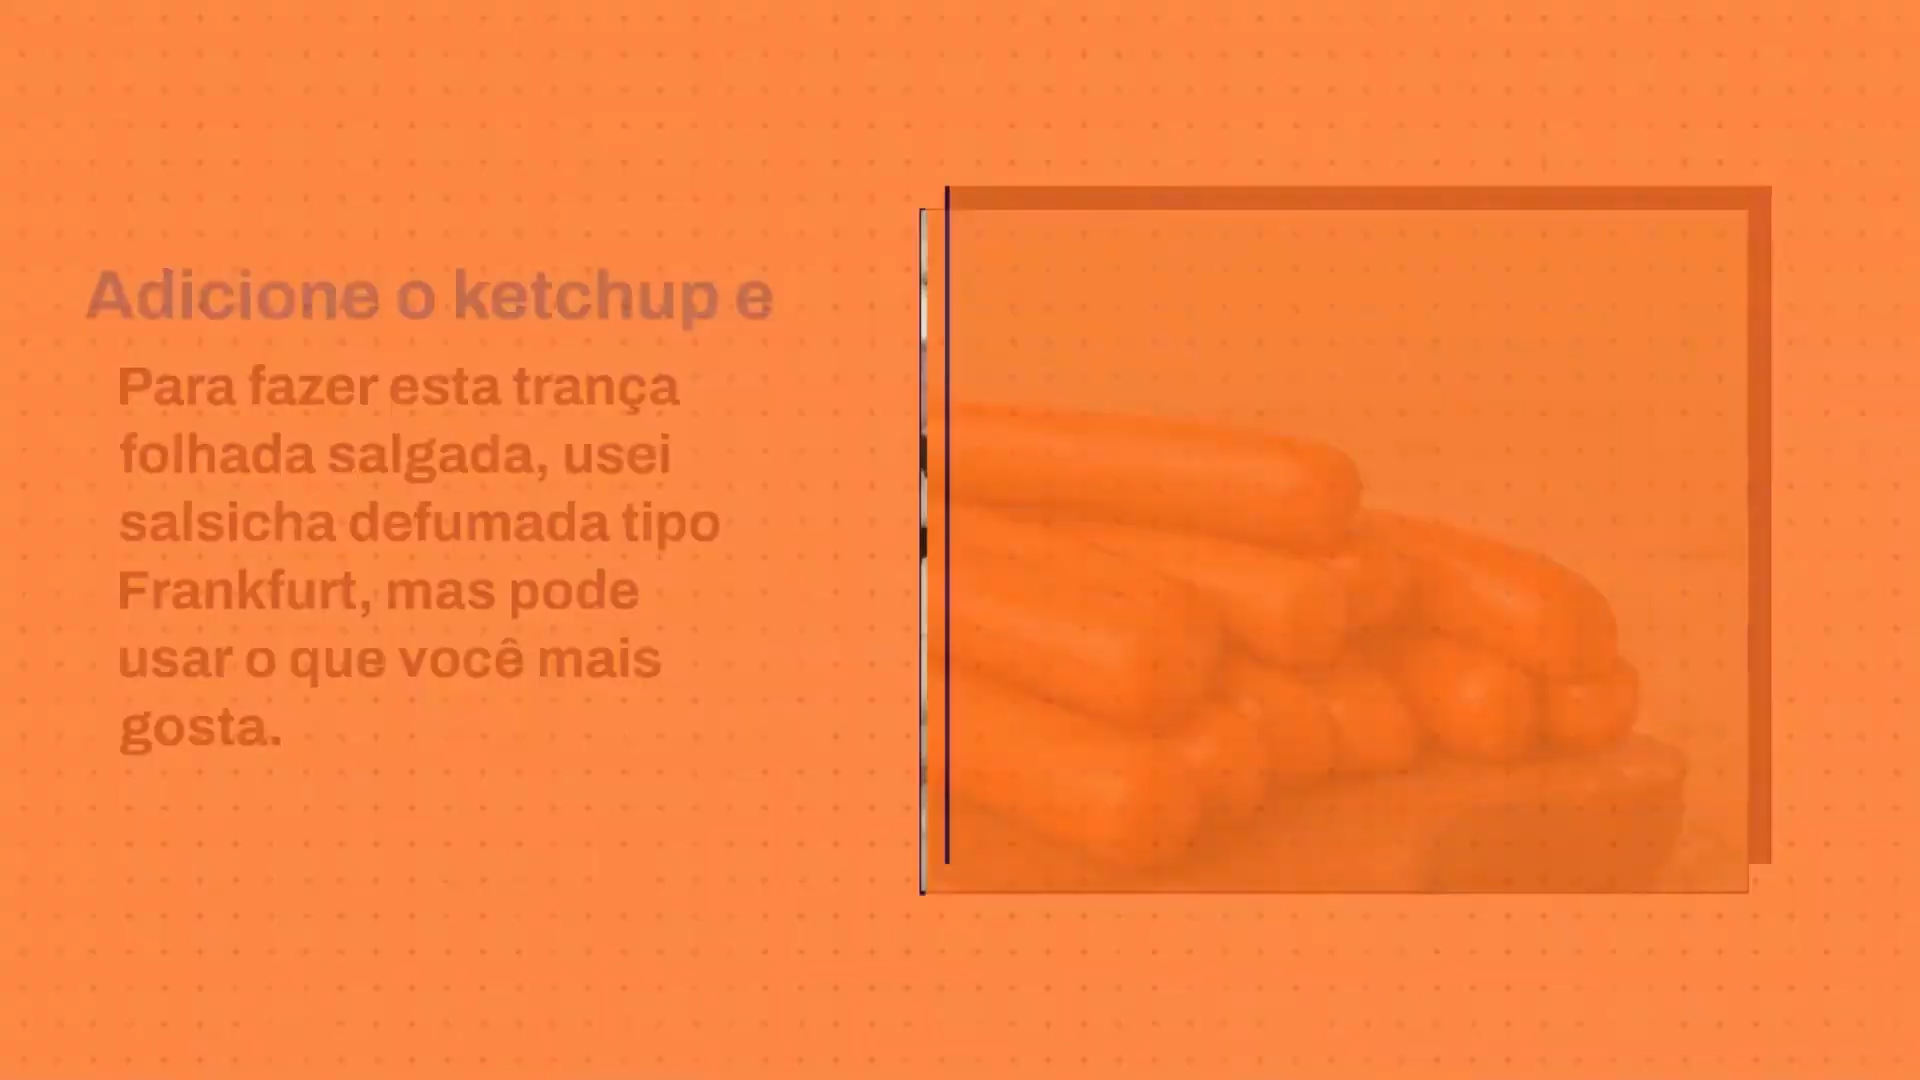 Adicione o ketchup e
Para fazer esta trança
folhada salgada, usei
salsicha defumada tipo
Frankfurt, mas pode
usar o que você mais
gosta.